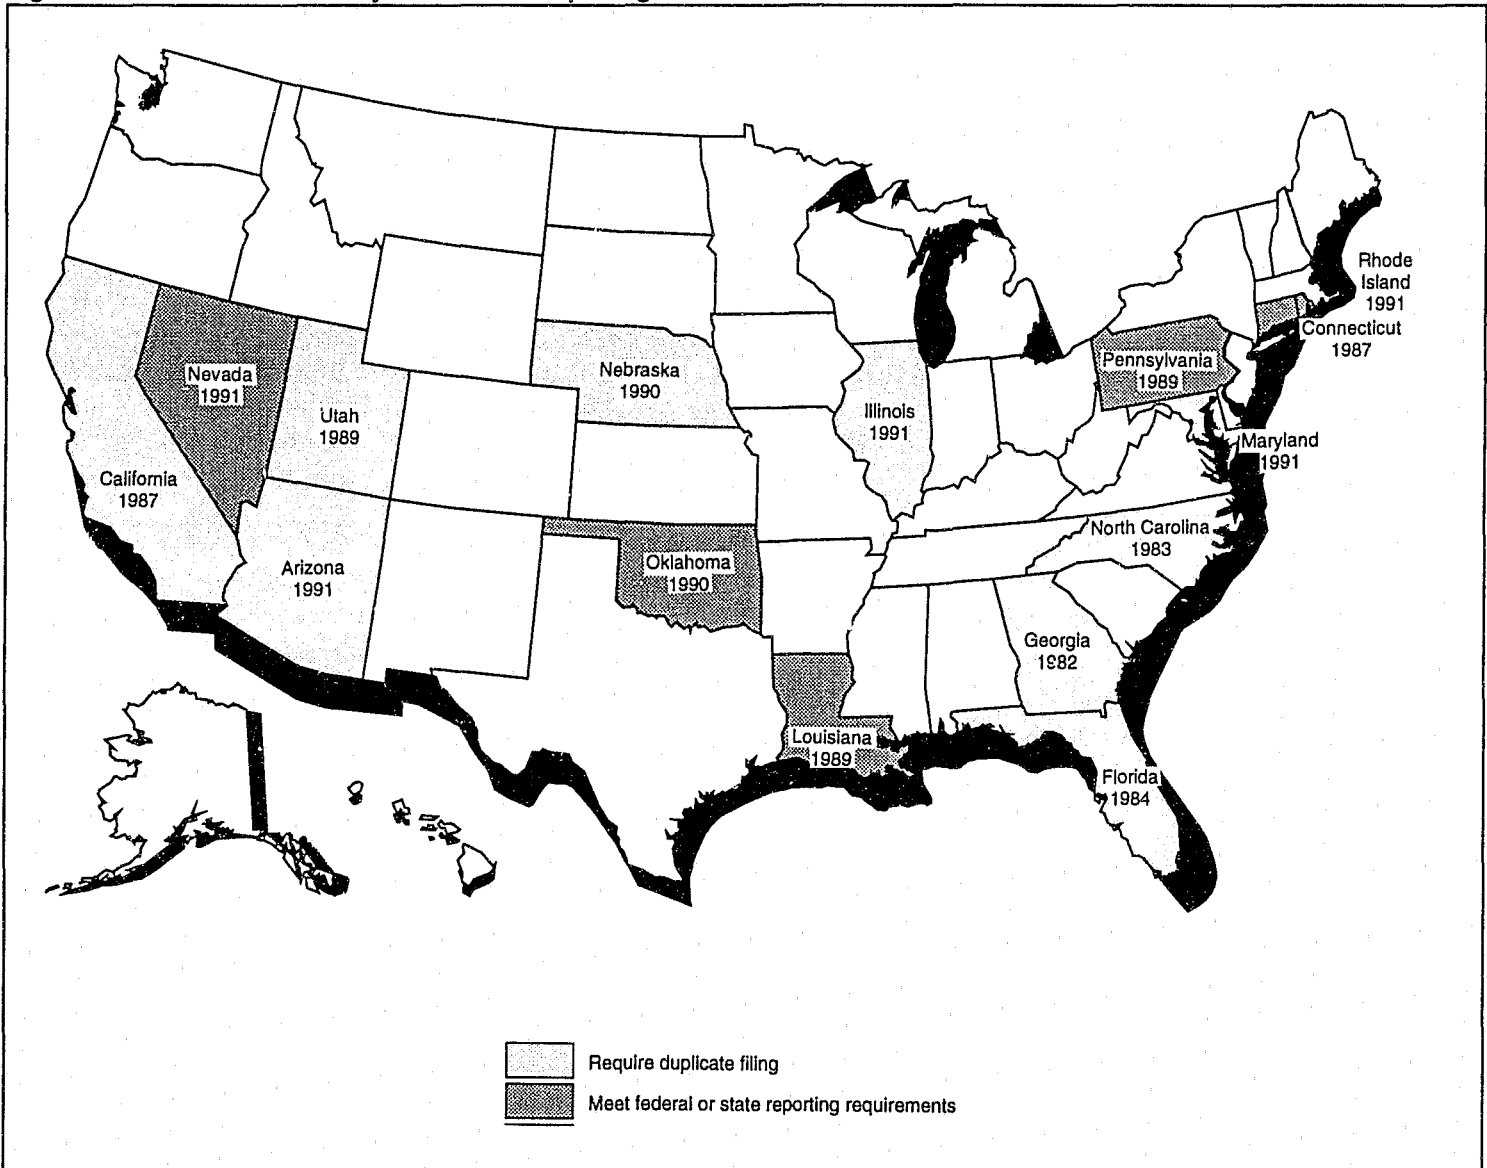 Rhode
Island
1991
Connecticut
1987
Pennsylvania
1989
Nevada
1991
Nebraska
1990
Utah
1989
Illinois
1991
Maryland
1991
California
1987
North Carolina
1983
Arizona
1991
Oklahoma
1990
Georgia
1982
Louisiana
1989
Florida
1984
Require duplicate filing
Meet federal or state reporting requirements